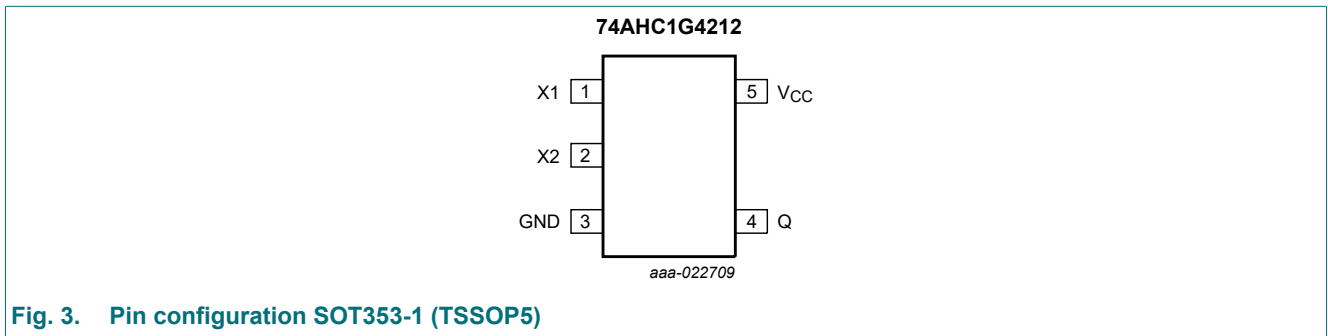 74AHC1G4212
X1 1 5 VCC
X2 2
GND 3 4 Q
aaa-022709
Fig. 3. Pin configuration SOT353-1 (TSSOP5)